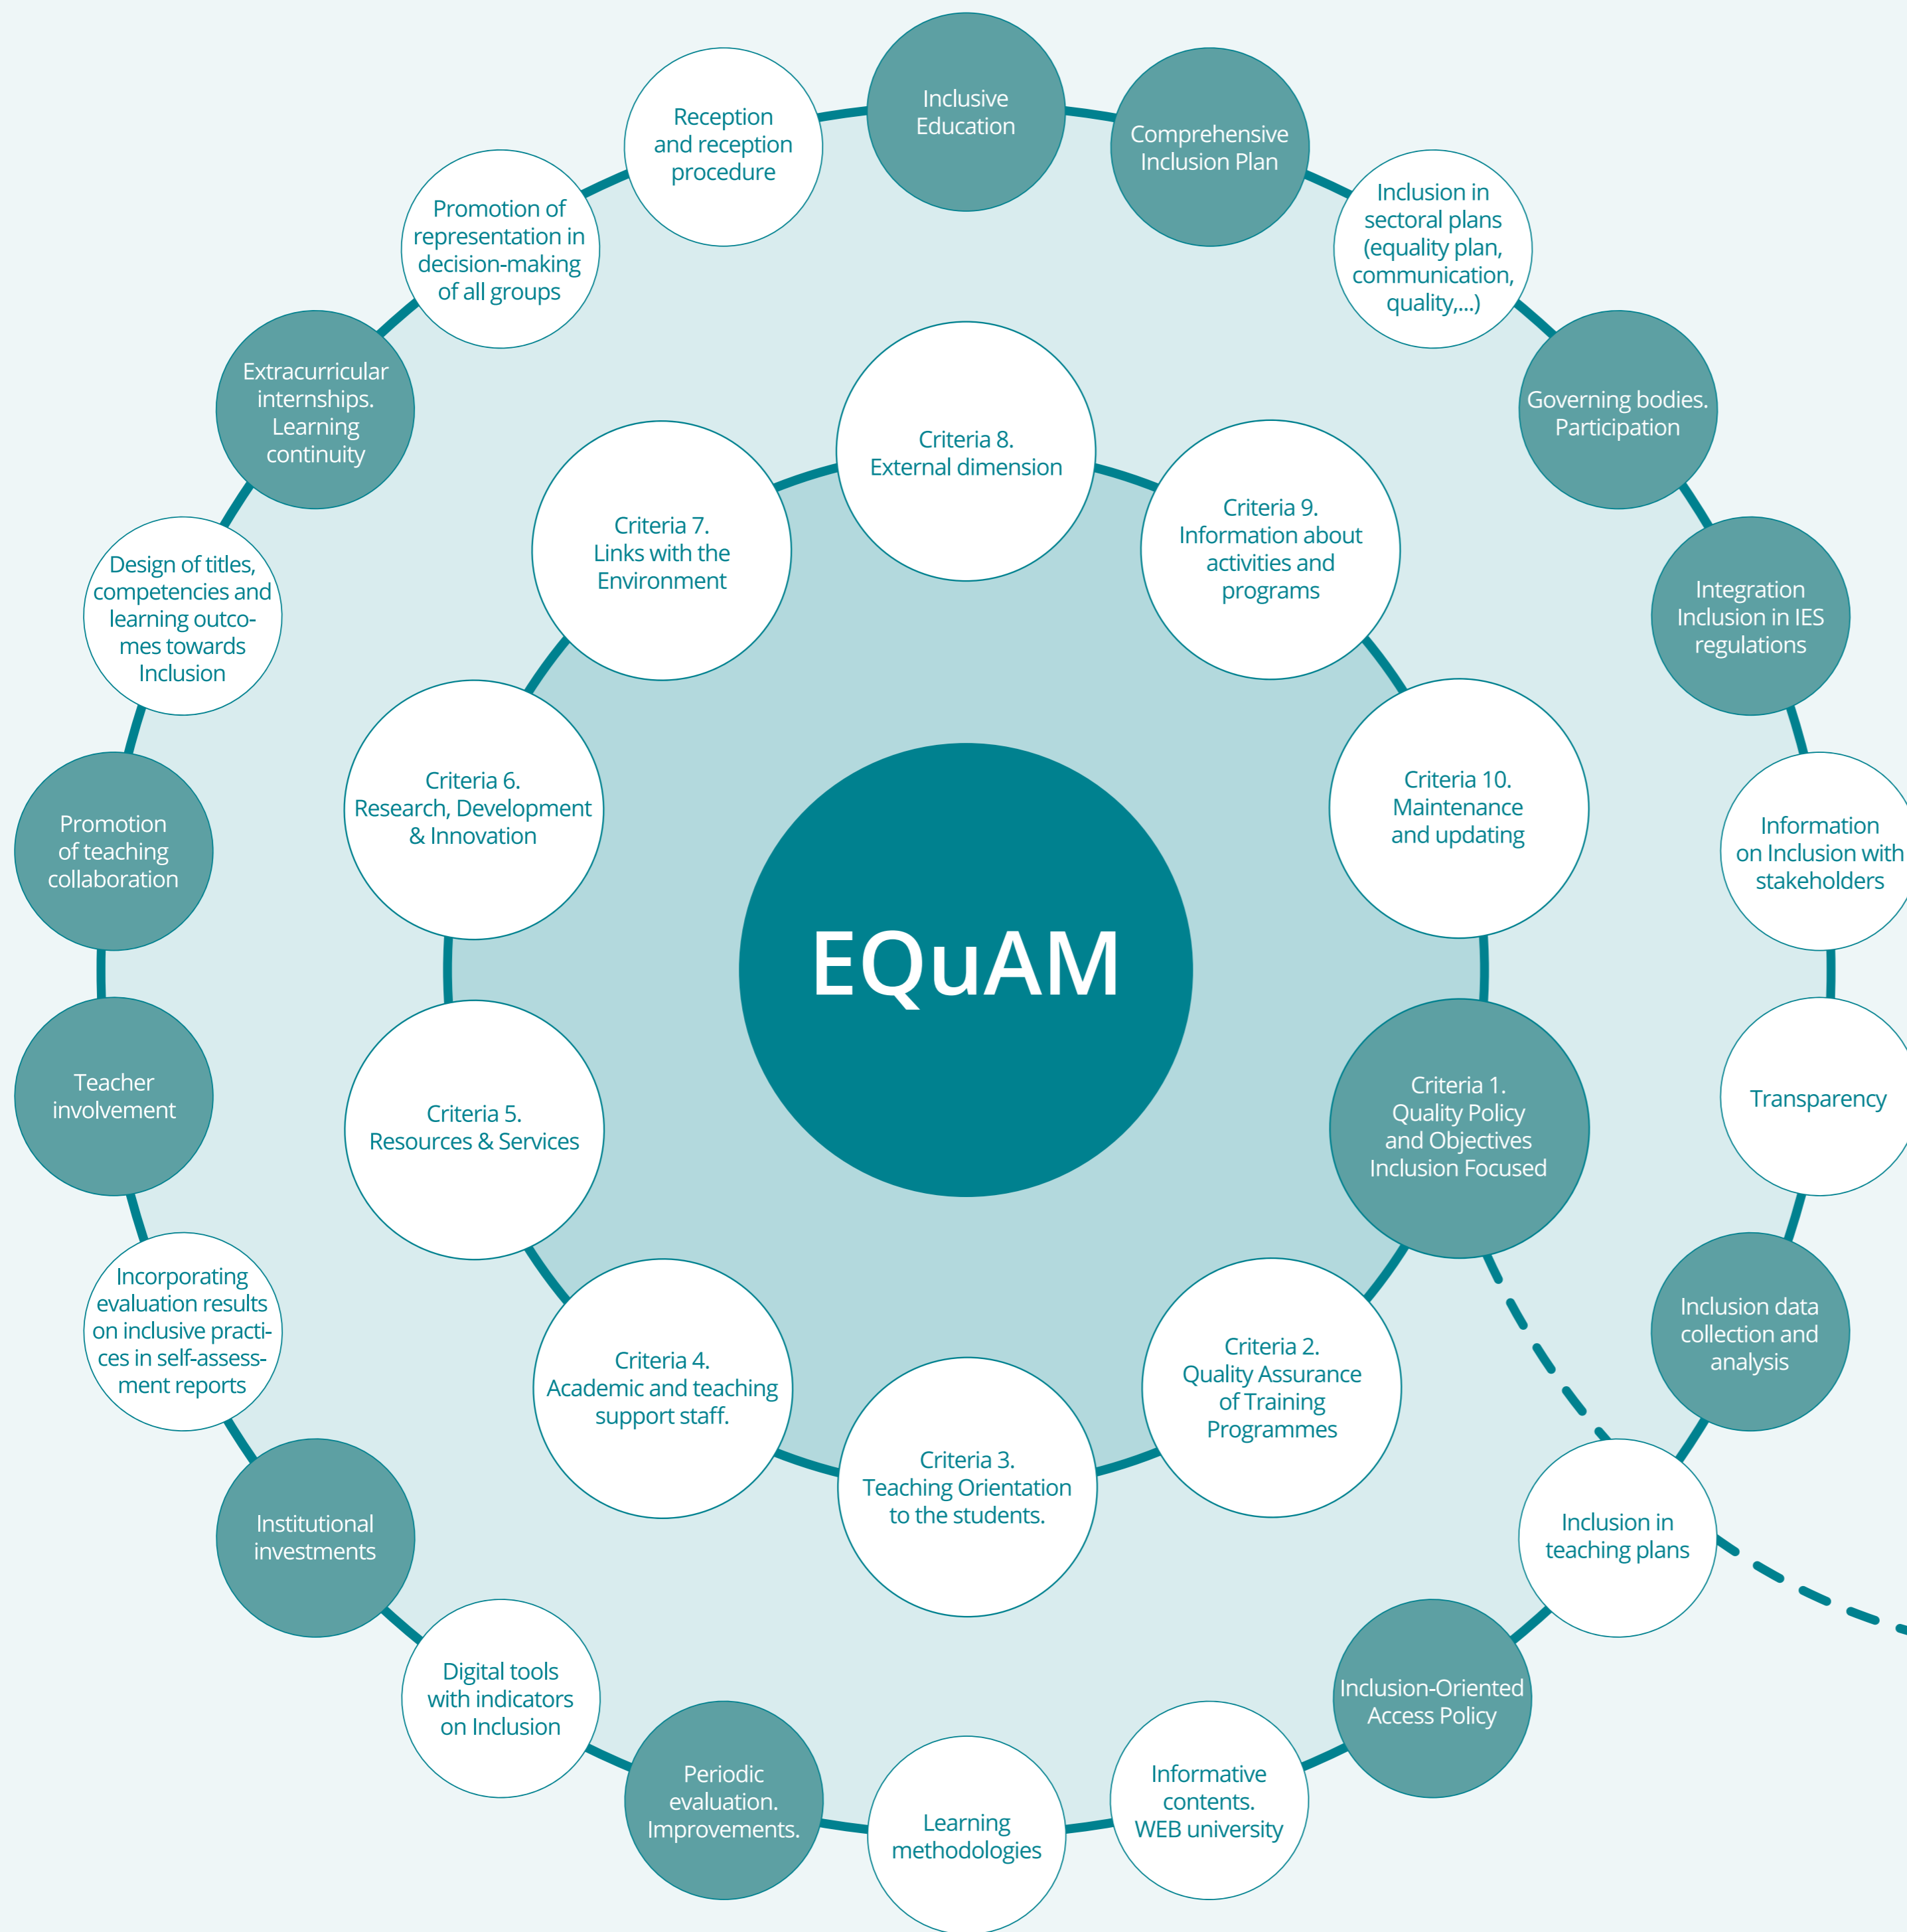 Inclusive
Education
Comprehensive
Inclusion Plan
Inclusion in
sectoral plans
(equality plan,
communication,
quality,...)
Governing bodies.
Participation
Integration
Inclusion in IES
regulations
Information
on Inclusion with
stakeholders
Transparency
Inclusion data
collection and
analysis
Inclusion in
teaching plans
Inclusion-Oriented
Access Policy
Informative
contents.
WEB university
Learning
methodologies
Periodic
evaluation.
Improvements.
Digital tools
with indicators
on Inclusion
Institutional
investments
Incorporating
evaluation results
on inclusive practi-
ces in self-assess-
ment reports
Teacher
involvement
Promotion
of teaching
collaboration
Design of titles,
competencies and
learning outco-
mes towards
Inclusion
Extracurricular
internships.
Learning
continuity
Promotion of
representation in
decision-making
of all groups
Reception
and reception
procedure
Criteria 8.
External dimension
Criteria 9.
Information about
activities and
programs
Criteria 10.
Maintenance
and updating
Criteria 1.
Quality Policy
and Objectives
Inclusion Focused
Criteria 2.
Quality Assurance
of Training
Programmes
Criteria 3.
Teaching Orientation
to the students.
Criteria 4.
Academic and teaching
support staff.
Criteria 5.
Resources & Services
Criteria 6.
Research, Development
& Innovation
Criteria 7.
Links with the
Environment
EQuAM